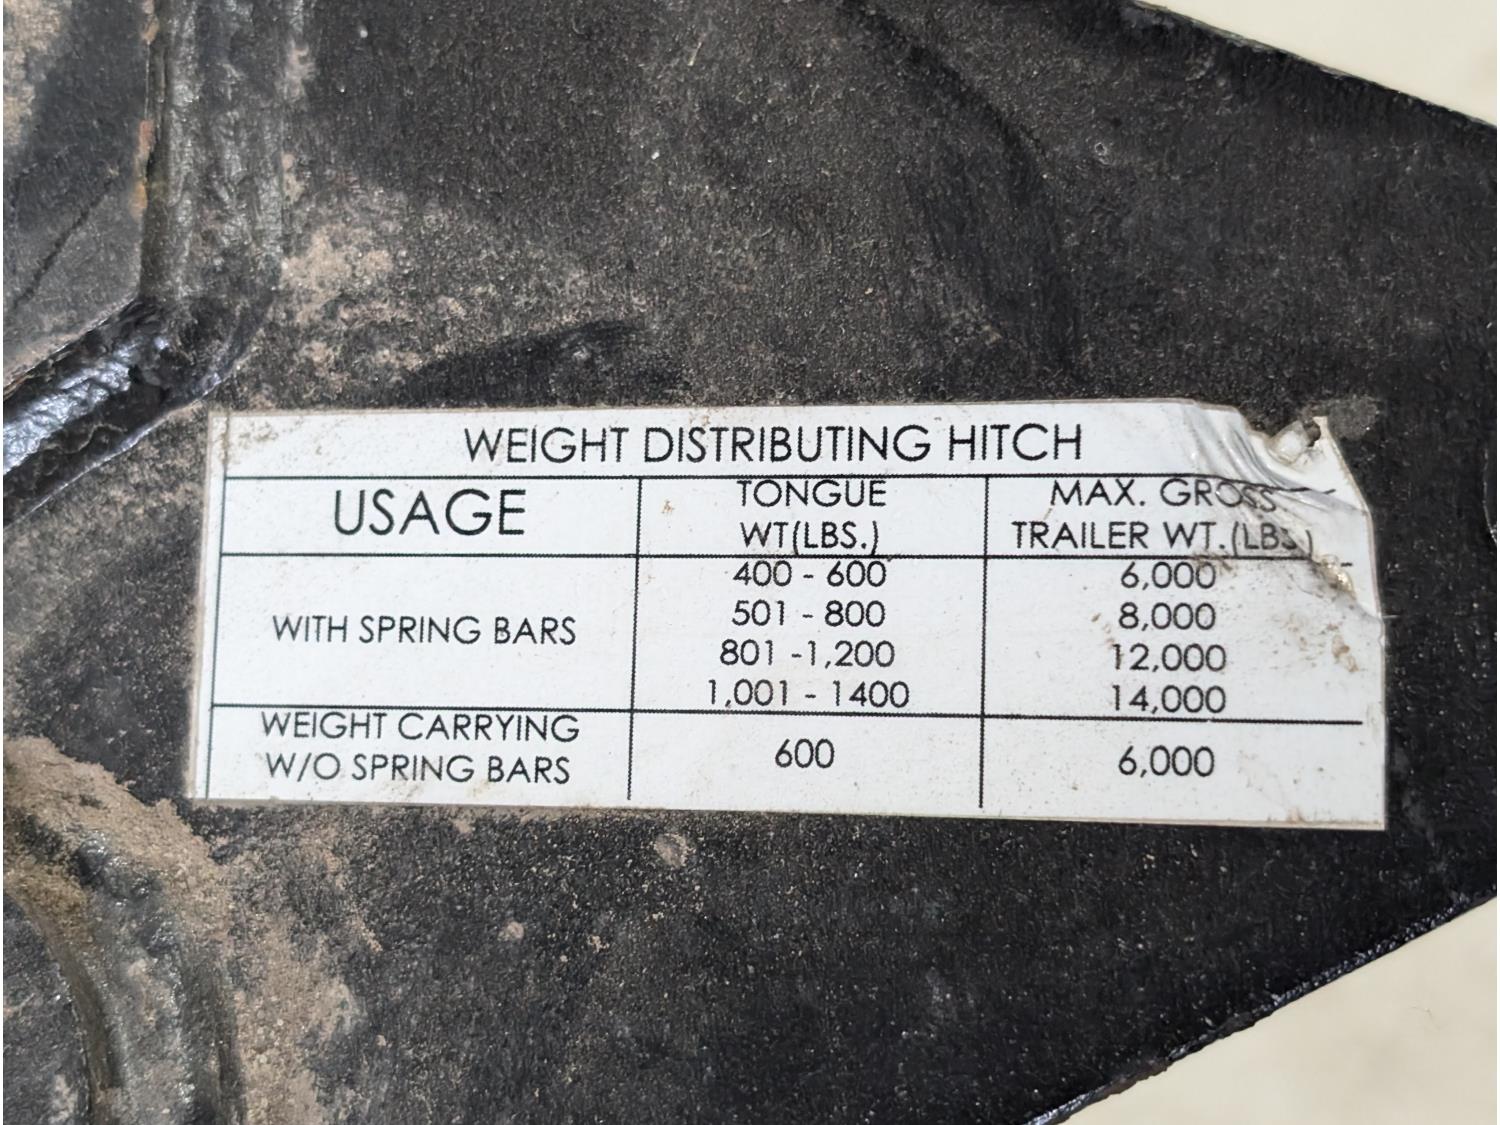 WEIGHT DISTRIBUTING HITCH
USAGE
TONGUE
WT(LBS.)
MAX. GROSS
TRAILER WT.(LBS.)
WITH SPRING BARS
400 - 600
6,000
501 - 800
8,000
801 -1,200
12,000
1,001 - 1400
14,000
WEIGHT CARRYING
W/O SPRING BARS
600
6,000